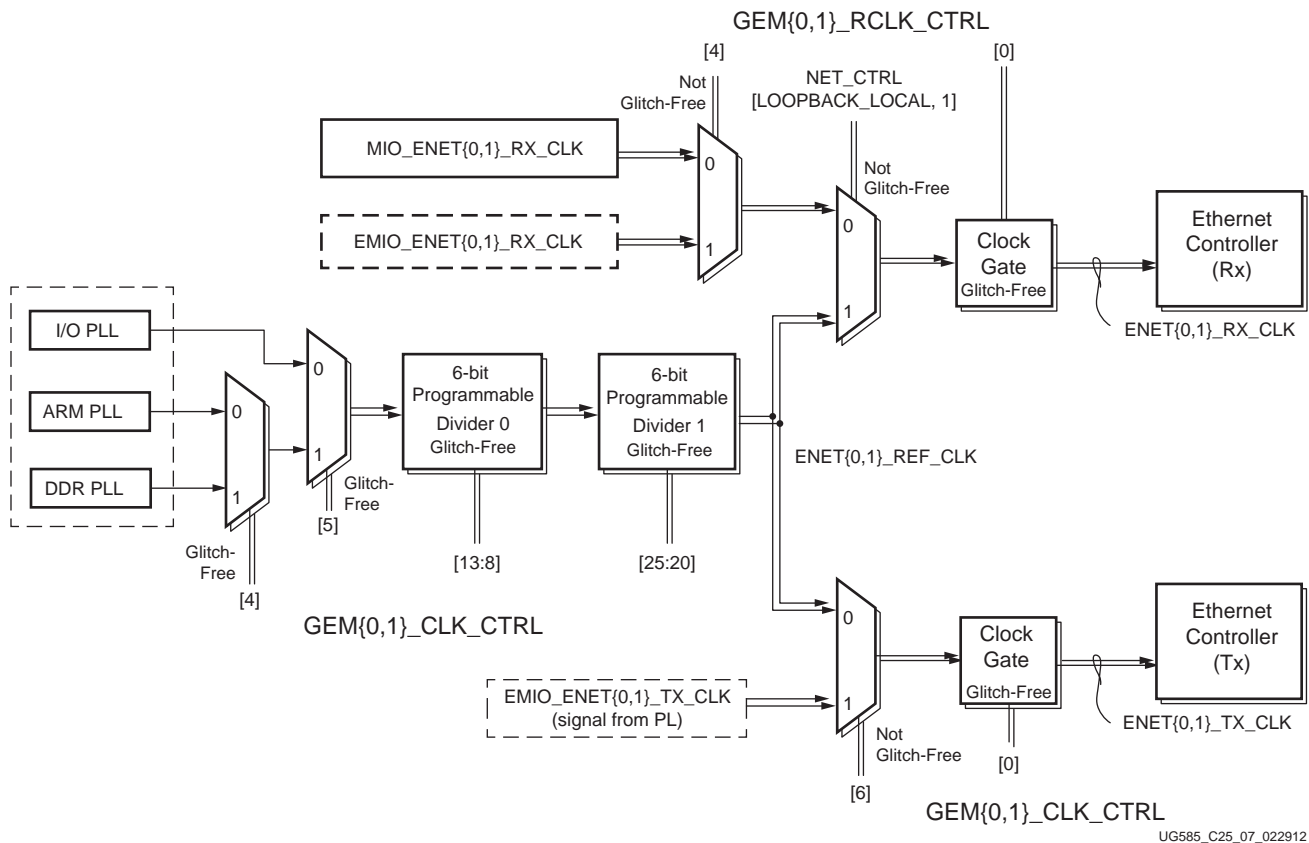 GEM{0,1}_RCLK_CTRL
[4]
[0]
Not
Glitch-Free
NET_CTRL
[LOOPBACK_LOCAL, 1]
MIO_ENET{0,1}_RX_CLK
0
Not
Glitch-Free
EMIO_ENET{0,1}_RX_CLK
1
0
Clock
Gate
Glitch-Free
Ethernet
Controller
(Rx)
1
ENET{0,1}_RX_CLK
I/O PLL
0
ARM PLL
0
1
DDR PLL
1
6-bit
Programmable
Divider 0
Glitch-Free
6-bit
Programmable
Divider 1
Glitch-Free
ENET{0,1}_REF_CLK
Glitch-
Free
[5]
Glitch-
Free
[4]
[13:8]
[25:20]
GEM{0,1}_CLK_CTRL
0
Clock
Gate
Glitch-Free
Ethernet
Controller
(Tx)
EMIO_ENET{0,1}_TX_CLK
(signal from PL)
1
ENET{0,1}_TX_CLK
Not
Glitch-Free
[0]
[6]
GEM{0,1}_CLK_CTRL
UG585_C25_07_022912